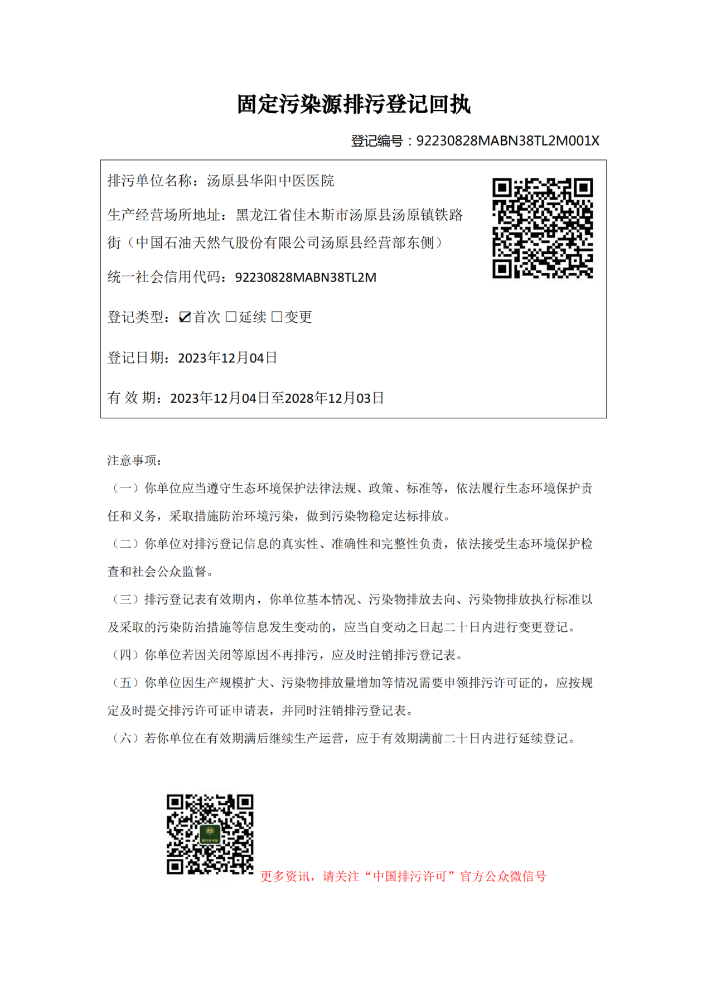 固定污染源排污登记回执
登记编号：92230828MABN38TL2M001X
排污单位名称：汤原县华阳中医医院
生产经营场所地址：黑龙江省佳木斯市汤原县汤原镇铁路
街（中国石油天然气股份有限公司汤原县经营部东侧）
统一社会信用代码：92230828MABN38TL2M
登记类型：☑首次 □延续 □变更
登记日期：2023年12月04日
有 效 期：2023年12月04日至2028年12月03日
注意事项：
（一）你单位应当遵守生态环境保护法律法规、政策、标准等，依法履行生态环境保护责
任和义务，采取措施防治环境污染，做到污染物稳定达标排放。
（二）你单位对排污登记信息的真实性、准确性和完整性负责，依法接受生态环境保护检
查和社会公众监督。
（三）排污登记表有效期内，你单位基本情况、污染物排放去向、污染物排放执行标准以
及采取的污染防治措施等信息发生变动的，应当自变动之日起二十日内进行变更登记。
（四）你单位若因关闭等原因不再排污，应及时注销排污登记表。
（五）你单位因生产规模扩大、污染物排放量增加等情况需要申领排污许可证的，应按规
定及时提交排污许可证申请表，并同时注销排污登记表。
（六）若你单位在有效期满后继续生产运营，应于有效期满前二十日内进行延续登记。
排污许可证
更多资讯，请关注“中国排污许可”官方公众微信号